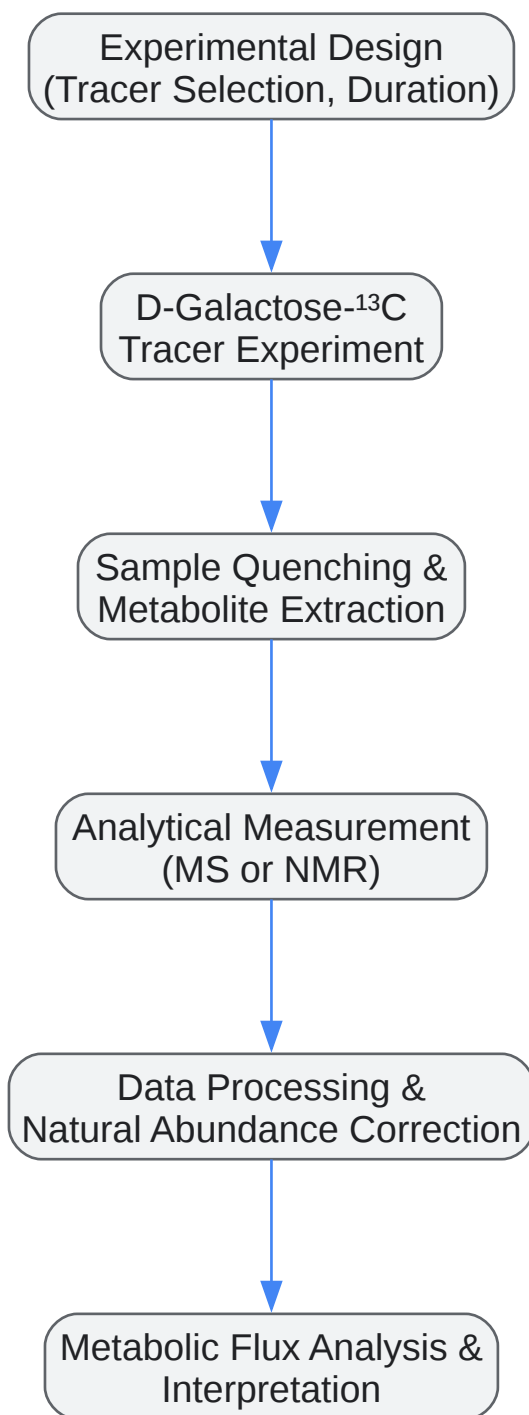 Experimental Design
(Tracer Selection, Duration)
D-Galactose-¹³C
Tracer Experiment
Sample Quenching &
Metabolite Extraction
Analytical Measurement
(MS or NMR)
Data Processing &
Natural Abundance Correction
Metabolic Flux Analysis &
Interpretation